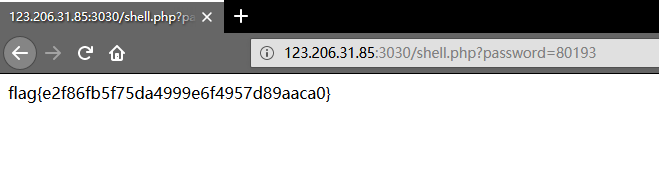 123.206.31.85:3030/shell.php?pa
123.206.31.85:3030/shell.php?password=80193
flag{e2f86fb5f75da4999e6f4957d89aaca0}